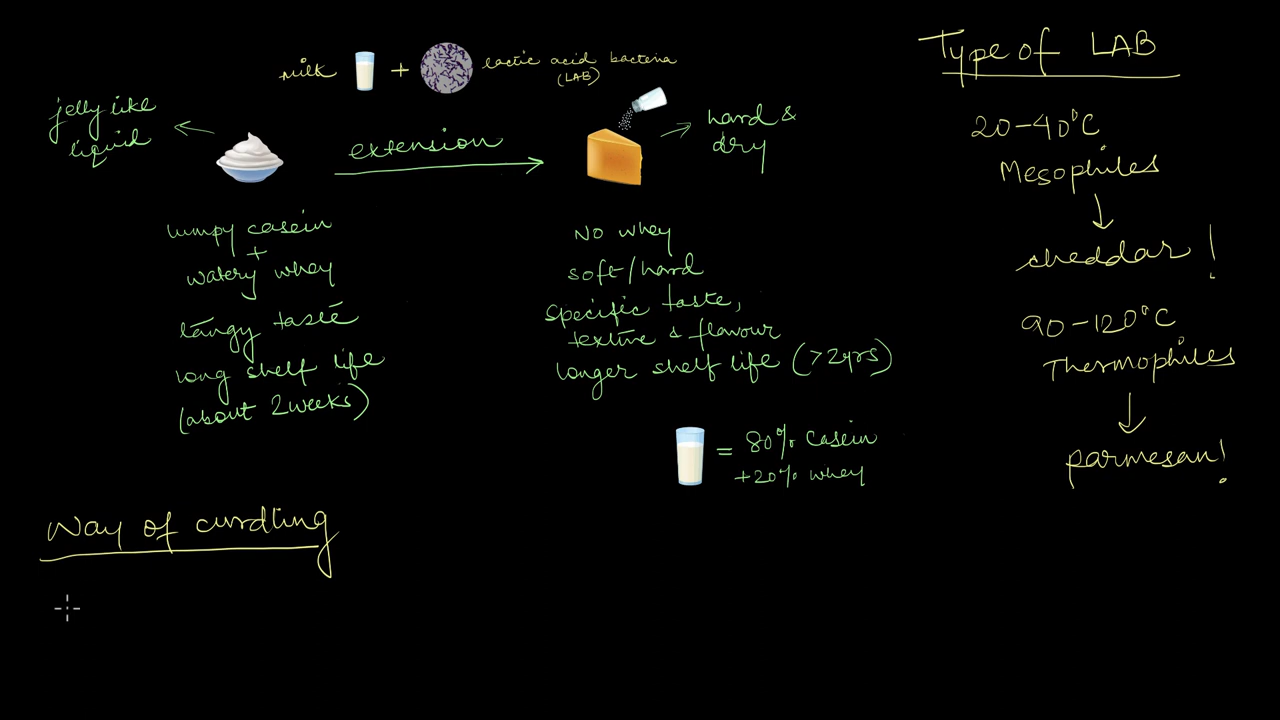 milk + lactic acid bacteria
(LAB)
jelly like
liquid
extension
hard &
dry
lumpy casein
+
watery whey
tangy taste
long shelf life
(about 2 weeks)
No whey
soft/hard
specific taste,
texture & flavour
longer shelf life (>2yrs)
= 80% casein
+20% whey
Type of LAB
20-40°C
Mesophiles
cheddar!
90-120°C
Thermophiles
parmesan!
Way of curdling